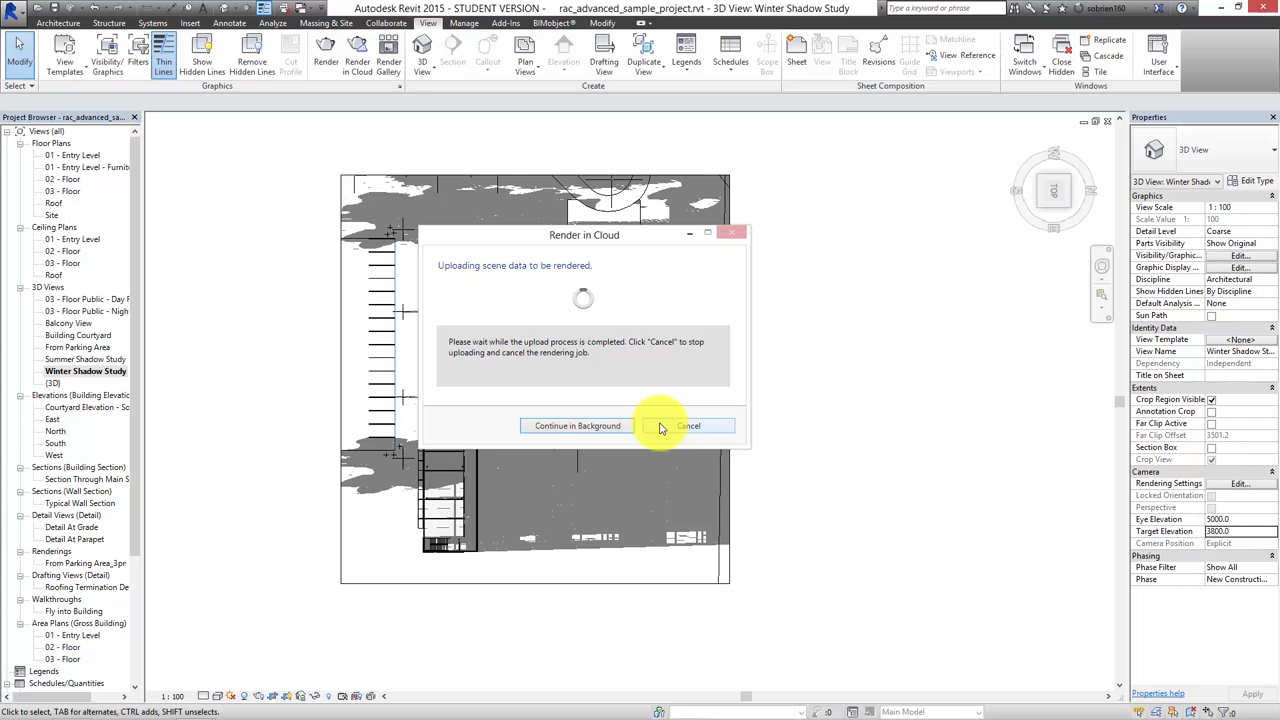 Autodesk Revit 2015 - STUDENT VERSION - rac_advanced_sample_project.rvt - 3D View: Winter Shadow Study
Type a keyword or phrase
sobrien160
Architecture Structure Systems Insert Annotate Analyze Massing & Site Collaborate View Manage Add-Ins BIMobject® Modify
Modify
View Templates
Visibility/ Graphics
Filters
Thin Lines
Show Hidden Lines
Remove Hidden Lines
Cut Profile
Render
Render in Cloud
Render Gallery
3D View
Section
Callout
Plan Views
Elevation
Drafting View
Duplicate View
Legends
Schedules
Scope Box
Sheet
View
Title Block
Revisions
Guide Grid
Matchline
View Reference
Viewports
Switch Windows
Close Hidden
Replicate
Cascade
Tile
User Interface
Select Graphics Create Sheet Composition Windows
Project Browser - rac_advanced_sa...
Views (all)
Floor Plans
01 - Entry Level
01 - Entry Level - Furnit
02 - Floor
03 - Floor
Roof
Site
Ceiling Plans
01 - Entry Level
02 - Floor
03 - Floor
Roof
3D Views
03 - Floor Public - Day R
03 - Floor Public - Nigh
Balcony View
Building Courtyard
From Parking Area
Summer Shadow Study
Winter Shadow Study
{3D}
Elevations (Building Elevation
Courtyard Elevation - So
East
North
South
West
Sections (Building Section)
Section Through Main S
Sections (Wall Section)
Typical Wall Section
Detail Views (Detail)
Detail At Grade
Detail At Parapet
Renderings
From Parking Area_3pr
Drafting Views (Detail)
Roofing Termination De
Walkthroughs
Fly into Building
Area Plans (Gross Building)
01 - Entry Level
02 - Floor
03 - Floor
Legends
Schedules/Quantities
Render in Cloud
Uploading scene data to be rendered.
Please wait while the upload process is completed. Click "Cancel" to stop
uploading and cancel the rendering job.
Continue in Background Cancel
TOP
Properties
3D View
3D View: Winter Shadow Edit Type
Graphics
View Scale 1 : 100
Scale Value 1: 100
Detail Level Coarse
Parts Visibility Show Original
Visibility/Graphic... Edit...
Graphic Display ... Edit...
Discipline Architectural
Show Hidden Lines By Discipline
Default Analysis ... None
Sun Path
Identity Data
View Template <None>
View Name Winter Shadow St...
Dependency Independent
Title on Sheet
Extents
Crop Region Visible
Annotation Crop
Far Clip Active
Far Clip Offset 3501.2
Section Box
Crop View
Camera
Rendering Settings Edit...
Locked Orientation
Perspective
Eye Elevation 5000.0
Target Elevation 3800.0
Camera Position Explicit
Phasing
Phase Filter Show All
Phase New Constructi...
Properties help Apply
1 : 100
Click to select, TAB for alternates, CTRL adds, SHIFT unselects.
:0 Main Model :0